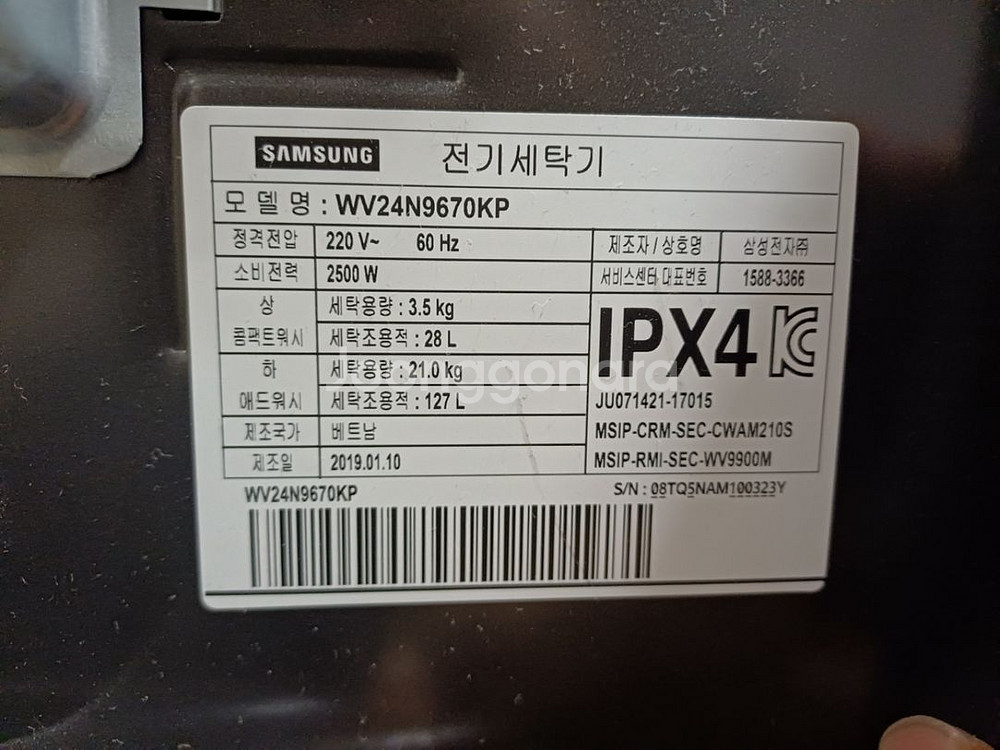 SAMSUNG 전기세탁기
모델명 : WV24N9670KP
정격전압 220 V~ 60 Hz 제조자/상호명 삼성전자㈜
소비전력 2500 W 서비스센터 대표번호 1588-3366
상 세탁용량 : 3.5 kg
콤팩트워시 세탁조용적 : 28 L
IPX4
하 세탁용량 : 21.0 kg
joonggonara
애드워시 세탁조용적 : 127 L JU071421-17015
제조국가 베트남 MSIP-CRM-SEC-CWAM210S
제조일 2019.01.10 MSIP-RMI-SEC-WV9900M
WV24N9670KP S/N : 08TQ5NAM100323Y